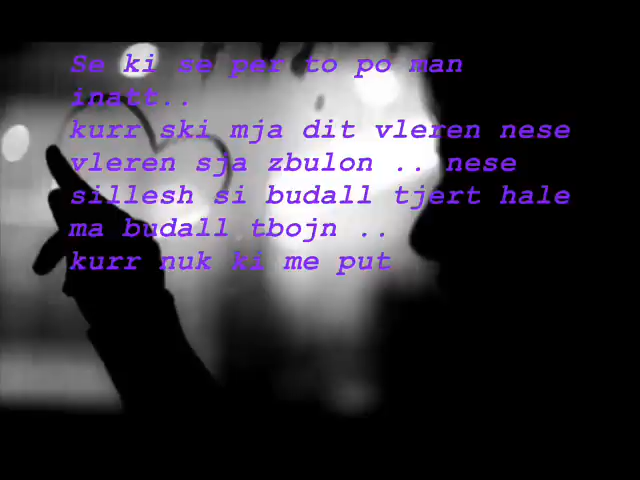 Se ki se per to po man
inatt..
kurr ski mja dit vleren nese
vleren sja zbulon .. nese
sillesh si budall tjert hale
ma budall tbojn ..
kurr nuk ki me put